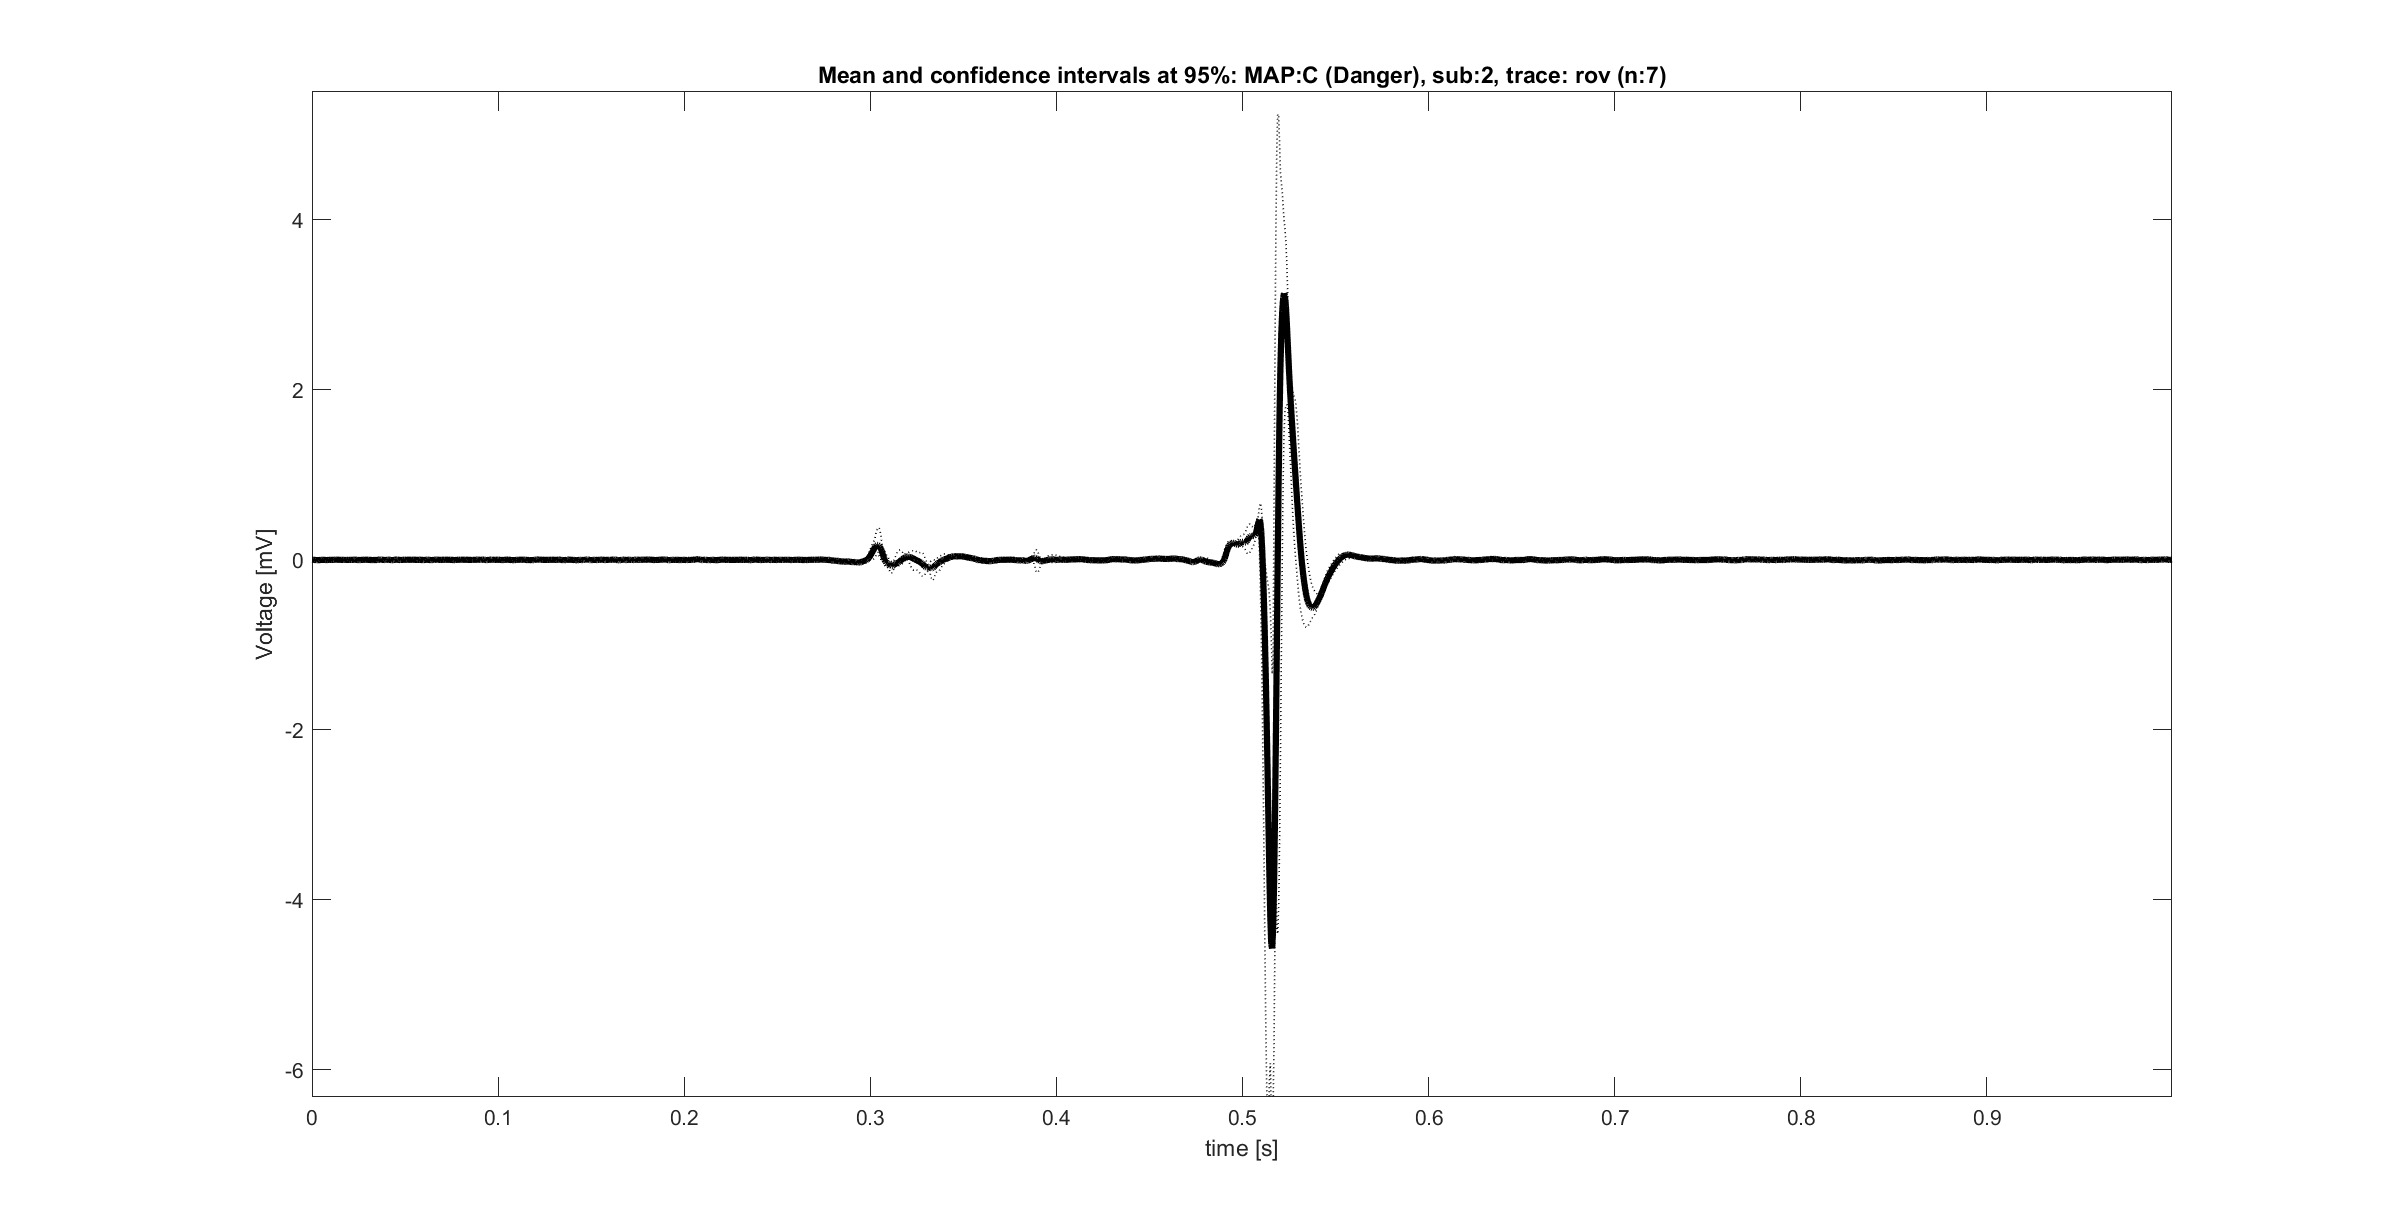 Mean and confidence intervals at 95%: MAP:C (Danger), sub:2, trace: rov (n:7)
4
2
0
-2
-4
-6
Voltage [mV]
0 0.1 0.2 0.3 0.4 0.5 0.6 0.7 0.8 0.9
time [s]